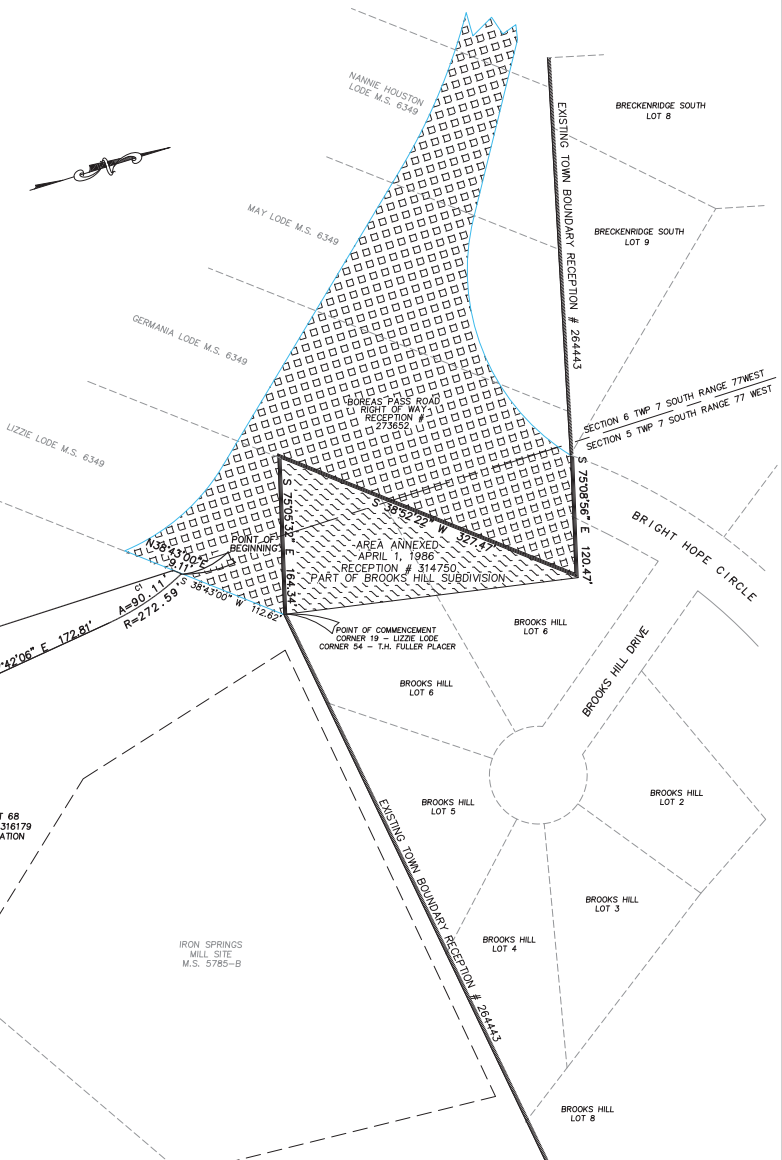 NANNIE HOUSTON
LODE M.S. 6349
BRECKENRIDGE SOUTH
LOT 8
EXISTING TOWN BOUNDARY RECEPTION # 264443
MAY LODE M.S. 6349
BRECKENRIDGE SOUTH
LOT 9
GERMANIA LODE M.S. 6349
SECTION 6 TWP 7 SOUTH RANGE 77WEST
SECTION 5 TWP 7 SOUTH RANGE 77 WEST
BOREAS PASS ROAD
RIGHT OF WAY
RECEPTION #
273652
LIZZIE LODE M.S. 6349
S 75°08'56" E 120.47'
S 75°05'32" E 164.34'
S 38°52'22" W 327.47'
BRIGHT HOPE CIRCLE
N38°43'00"E
9.11'
POINT OF
BEGINNING
AREA ANNEXED
APRIL 1, 1986
RECEPTION # 314750
PART OF BROOKS HILL SUBDIVISION
C1
A=90.11'
R=272.59'
S 38°43'00" W 112.62'
°42'06" E 172.81'
POINT OF COMMENCEMENT
CORNER 19 – LIZZIE LODE
CORNER 54 – T.H. FULLER PLACER
BROOKS HILL
LOT 6
BROOKS HILL DRIVE
BROOKS HILL
LOT 6
BROOKS HILL
LOT 5
BROOKS HILL
LOT 2
T 68
316179
ATION
EXISTING TOWN BOUNDARY RECEPTION # 264443
BROOKS HILL
LOT 3
BROOKS HILL
LOT 4
IRON SPRINGS
MILL SITE
M.S. 5785–B
BROOKS HILL
LOT 8